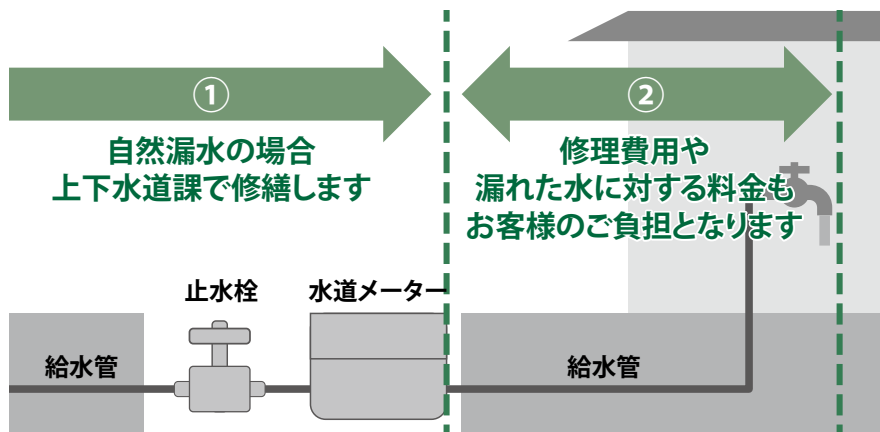 ①
自然漏水の場合
上下水道課で修繕します
②
修理費用や
漏れた水に対する料金も
お客様のご負担となります
止水栓
水道メーター
給水管
給水管